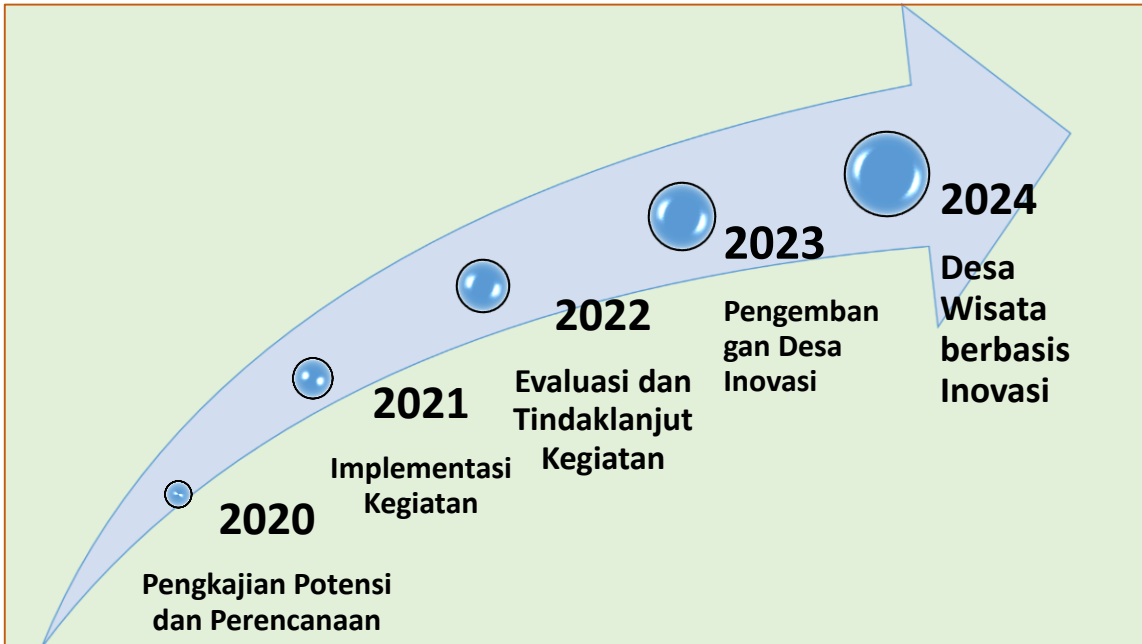 2020
Pengkajian Potensi
dan Perencanaan
2021
Implementasi
Kegiatan
2022
Evaluasi dan
Tindaklanjut
Kegiatan
2023
Pengemban
gan Desa
Inovasi
2024
Desa
Wisata
berbasis
Inovasi